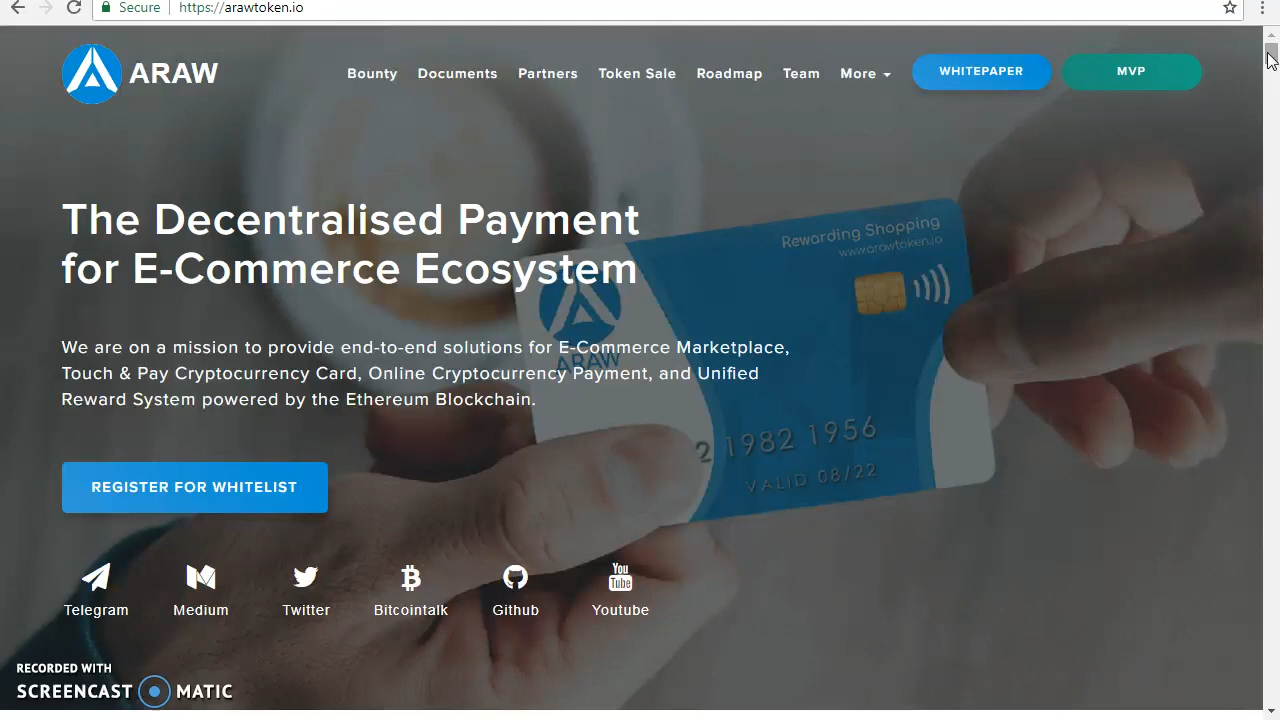 Secure
https://arawtoken.io
ARAW
Bounty
Documents
Partners
Token Sale
Roadmap
Team
More
WHITEPAPER
MVP
The Decentralised Payment
for E-Commerce Ecosystem
Rewarding Shopping
www.arawtoken.io
ARAW
2 1982 1956
VALID 08/22
We are on a mission to provide end-to-end solutions for E-Commerce Marketplace,
Touch & Pay Cryptocurrency Card, Online Cryptocurrency Payment, and Unified
Reward System powered by the Ethereum Blockchain.
REGISTER FOR WHITELIST
Telegram
Medium
Twitter
Bitcointalk
Github
You
Tube
Youtube
RECORDED WITH
SCREENCAST MATIC